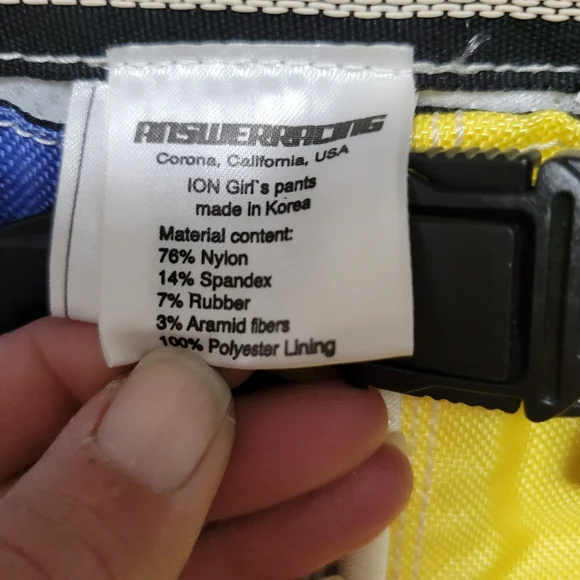 ANSWERRACING
Corona, California, USA
ION Girl`s pants
made in Korea
Material content:
76% Nylon
14% Spandex
7% Rubber
3% Aramid fibers
100% Polyester Lining